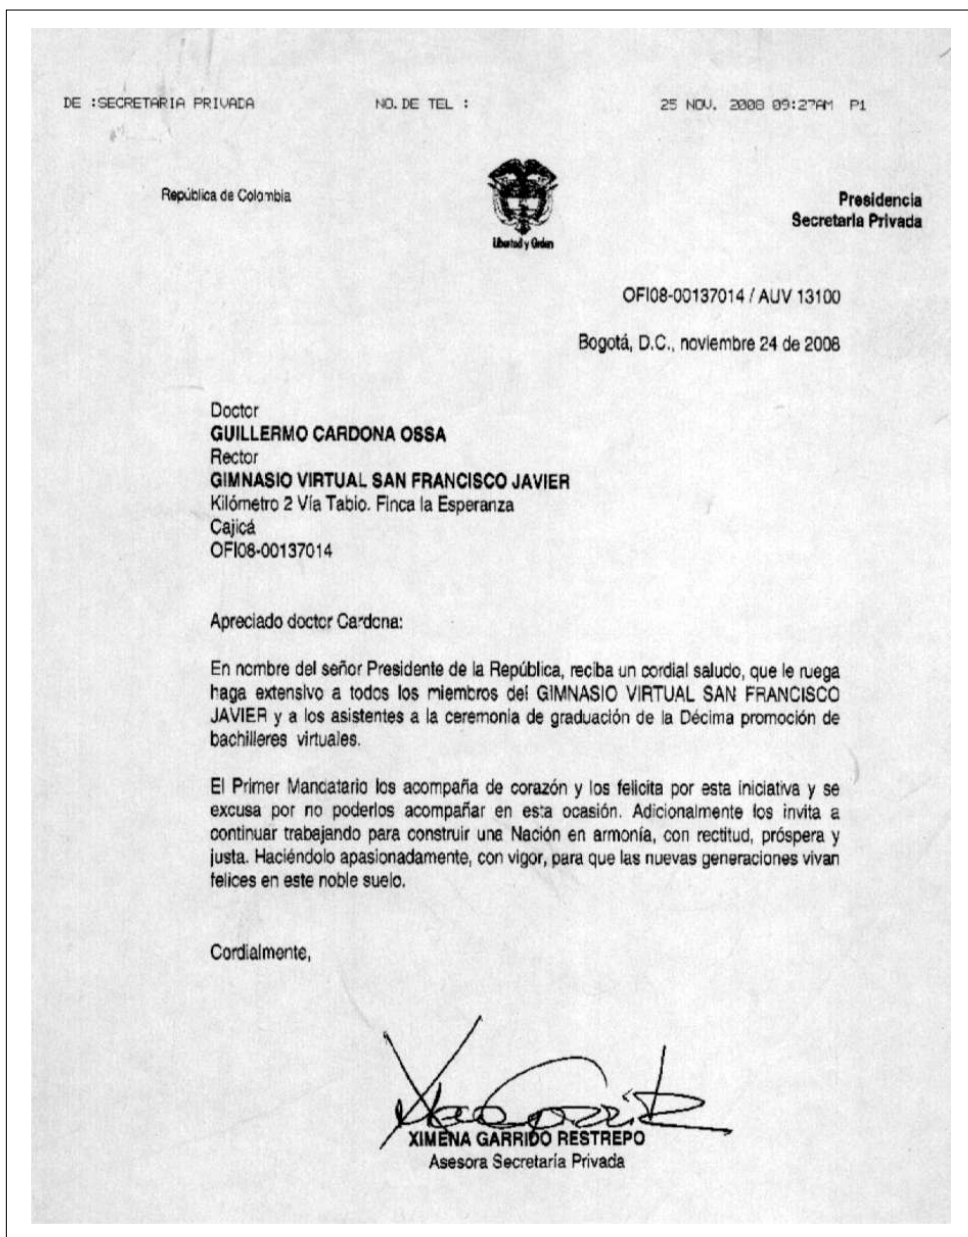 DE :SECRETARIA PRIVADA NO. DE TEL : 25 NOV. 2008 09:27AM P1
República de Colombia
Libertad y Orden
Presidencia
Secretaría Privada
OFI08-00137014 / AUV 13100
Bogotá, D.C., noviembre 24 de 2008
Doctor
GUILLERMO CARDONA OSSA
Rector
GIMNASIO VIRTUAL SAN FRANCISCO JAVIER
Kilómetro 2 Vía Tabio. Finca la Esperanza
Cajicá
OFI08-00137014
Apreciado doctor Cardona:
En nombre del señor Presidente de la República, reciba un cordial saludo, que le ruega
haga extensivo a todos los miembros del GIMNASIO VIRTUAL SAN FRANCISCO
JAVIER y a los asistentes a la ceremonia de graduación de la Décima promoción de
bachilleres virtuales.
El Primer Mandatario los acompaña de corazón y los felicita por esta iniciativa y se
excusa por no poderlos acompañar en esta ocasión. Adicionalmente los invita a
continuar trabajando para construir una Nación en armonía, con rectitud, próspera y
justa. Haciéndolo apasionadamente, con vigor, para que las nuevas generaciones vivan
felices en este noble suelo.
Cordialmente,
XIMENA GARRIDO RESTREPO
Asesora Secretaría Privada